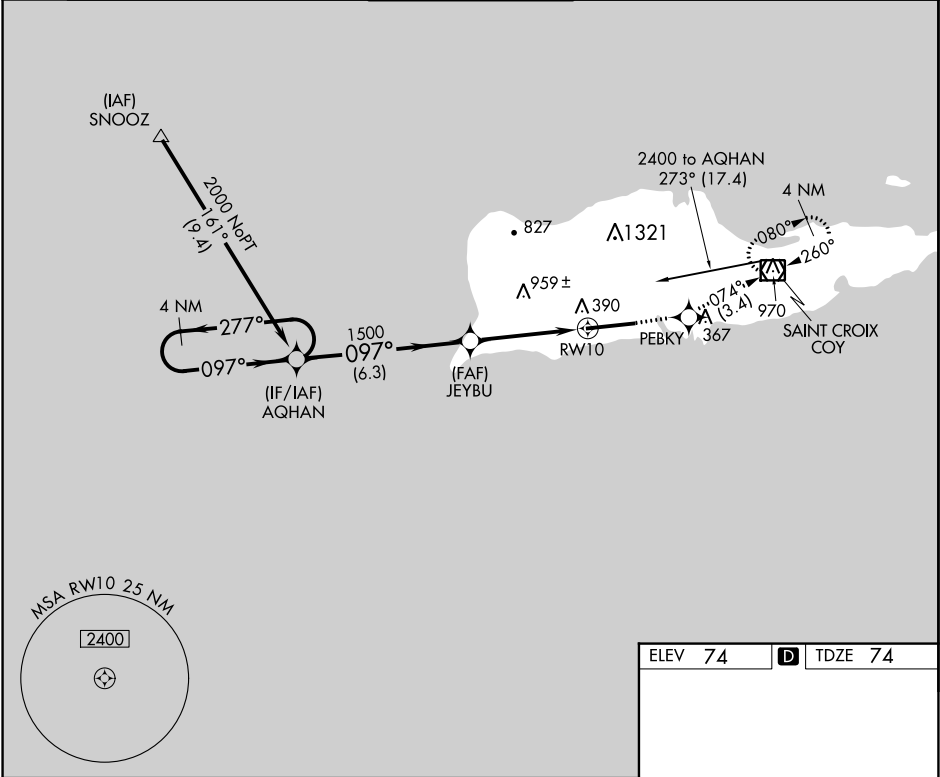 (IAF)
SNOOZ
2000 NoPT
161°
(9.4)
4 NM
277°
097°
(IF/IAF)
AQHAN
1500
097°
(6.3)
(FAF)
JEYBU
827
1321
959 ±
390
RW10
PEBKY
367
2400 to AQHAN
273° (17.4)
4 NM
080°
260°
074°
(3.4)
970
SAINT CROIX
COY
MSA RW10 25 NM
2400
ELEV 74 D TDZE 74